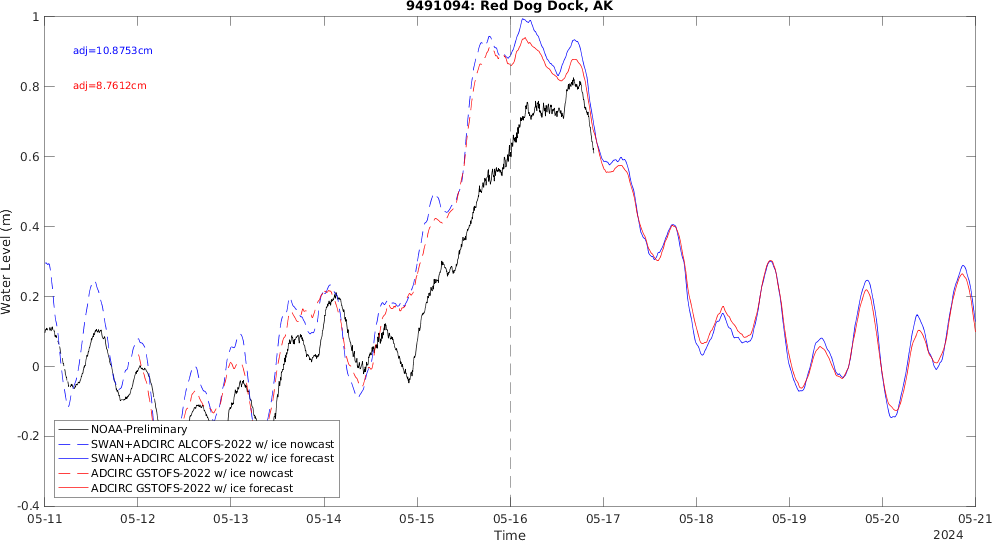 9491094: Red Dog Dock, AK
adj=10.8753cm
adj=8.7612cm
Water Level (m)
1
0.8
0.6
0.4
0.2
0
-0.2
-0.4
NOAA-Preliminary
SWAN+ADCIRC ALCOFS-2022 w/ ice nowcast
SWAN+ADCIRC ALCOFS-2022 w/ ice forecast
ADCIRC GSTOFS-2022 w/ ice nowcast
ADCIRC GSTOFS-2022 w/ ice forecast
05-11 05-12 05-13 05-14 05-15 05-16 05-17 05-18 05-19 05-20 05-21
Time
2024